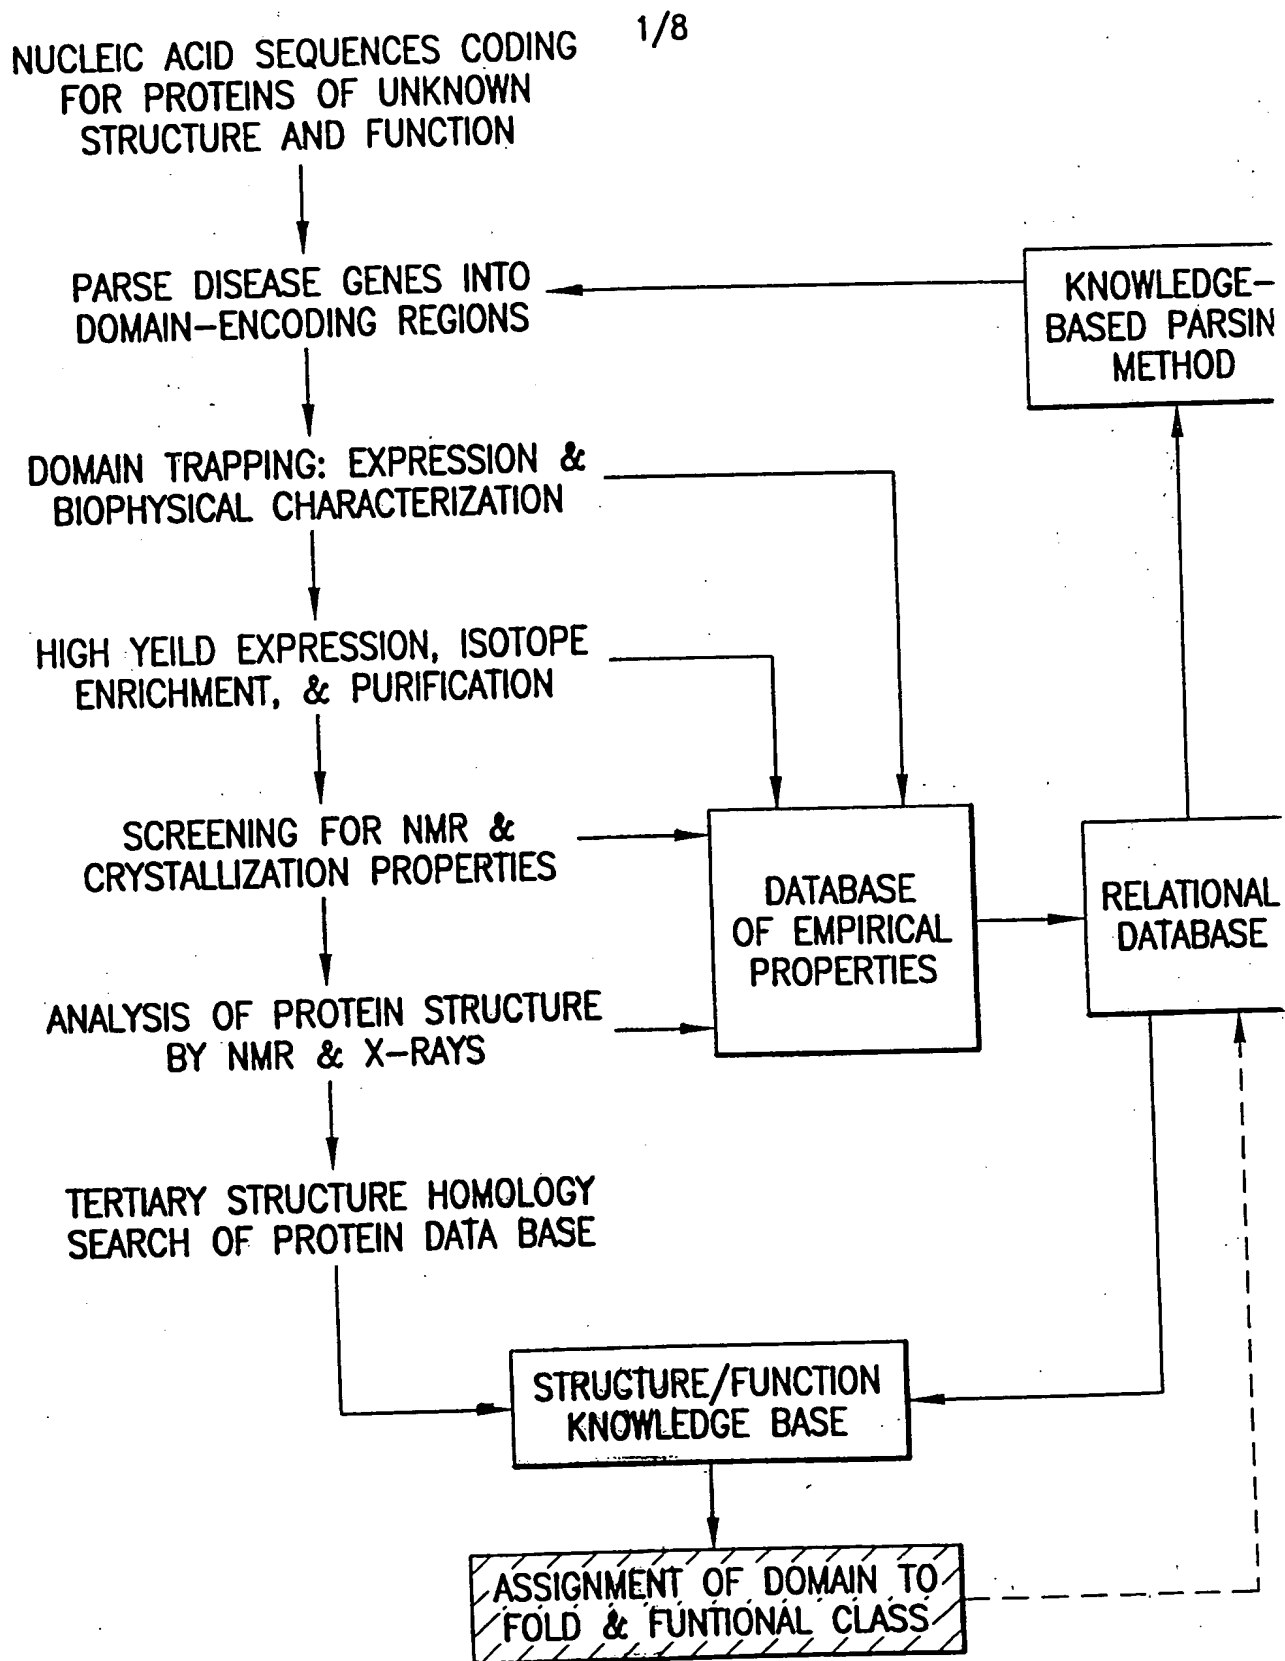 1/8
NUCLEIC ACID SEQUENCES CODING
FOR PROTEINS OF UNKNOWN
STRUCTURE AND FUNCTION
PARSE DISEASE GENES INTO
DOMAIN-ENCODING REGIONS
KNOWLEDGE-
BASED PARSIN
METHOD
DOMAIN TRAPPING: EXPRESSION &
BIOPHYSICAL CHARACTERIZATION
HIGH YEILD EXPRESSION, ISOTOPE
ENRICHMENT, & PURIFICATION
SCREENING FOR NMR &
CRYSTALLIZATION PROPERTIES
DATABASE
OF EMPIRICAL
PROPERTIES
RELATIONAL
DATABASE
ANALYSIS OF PROTEIN STRUCTURE
BY NMR & X-RAYS
TERTIARY STRUCTURE HOMOLOGY
SEARCH OF PROTEIN DATA BASE
STRUCTURE/FUNCTION
KNOWLEDGE BASE
ASSIGNMENT OF DOMAIN TO
FOLD & FUNTIONAL CLASS